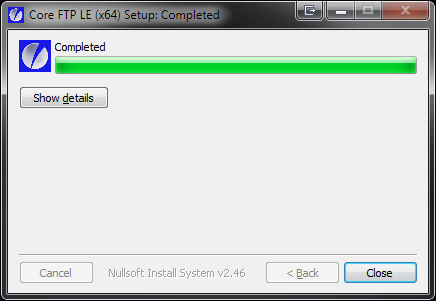 Core FTP LE (x64) Setup: Completed
Completed
Show details
Cancel
Nullsoft Install System v2.46
< Back
Close